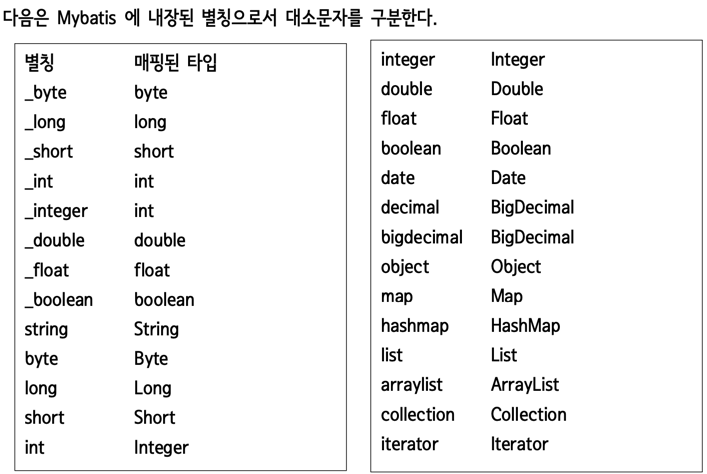 다음은 Mybatis 에 내장된 별칭으로서 대소문자를 구분한다.
별칭 매핑된 타입
_byte byte
_long long
_short short
_int int
_integer int
_double double
_float float
_boolean boolean
string String
byte Byte
long Long
short Short
int Integer
integer Integer
double Double
float Float
boolean Boolean
date Date
decimal BigDecimal
bigdecimal BigDecimal
object Object
map Map
hashmap HashMap
list List
arraylist ArrayList
collection Collection
iterator Iterator